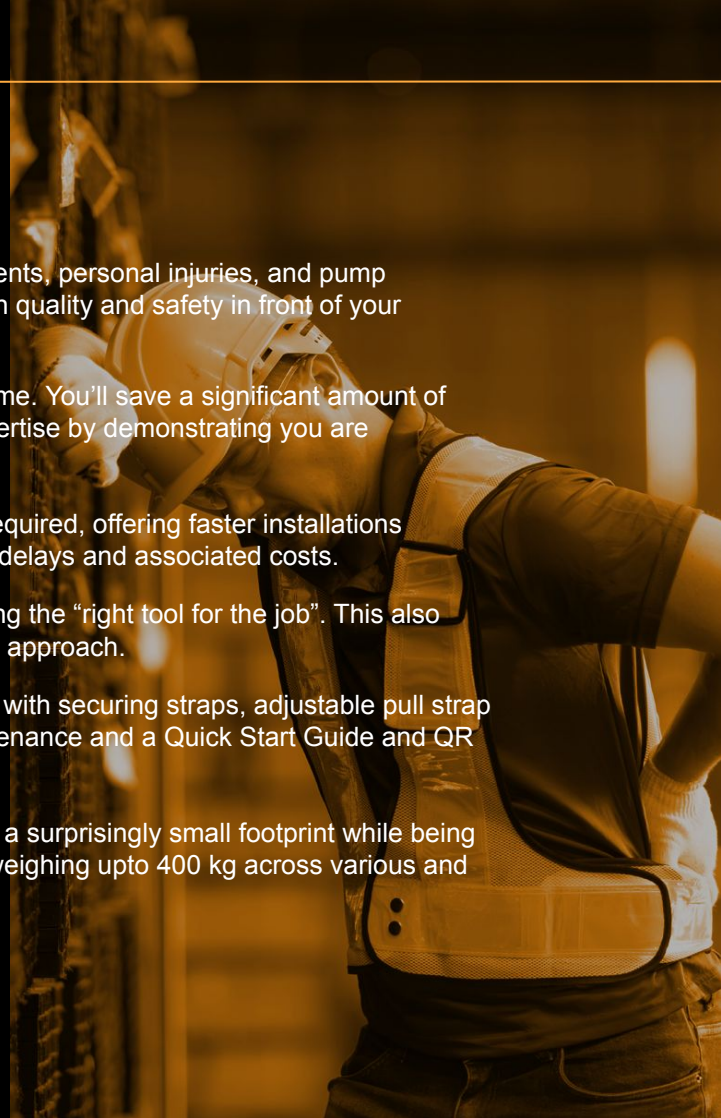 ents, personal injuries, and pump
n quality and safety in front of your
me. You’ll save a significant amount of
ertise by demonstrating you are
equired, offering faster installations
delays and associated costs.
ng the “right tool for the job”. This also
approach.
with securing straps, adjustable pull strap
enance and a Quick Start Guide and QR
a surprisingly small footprint while being
weighing upto 400 kg across various and